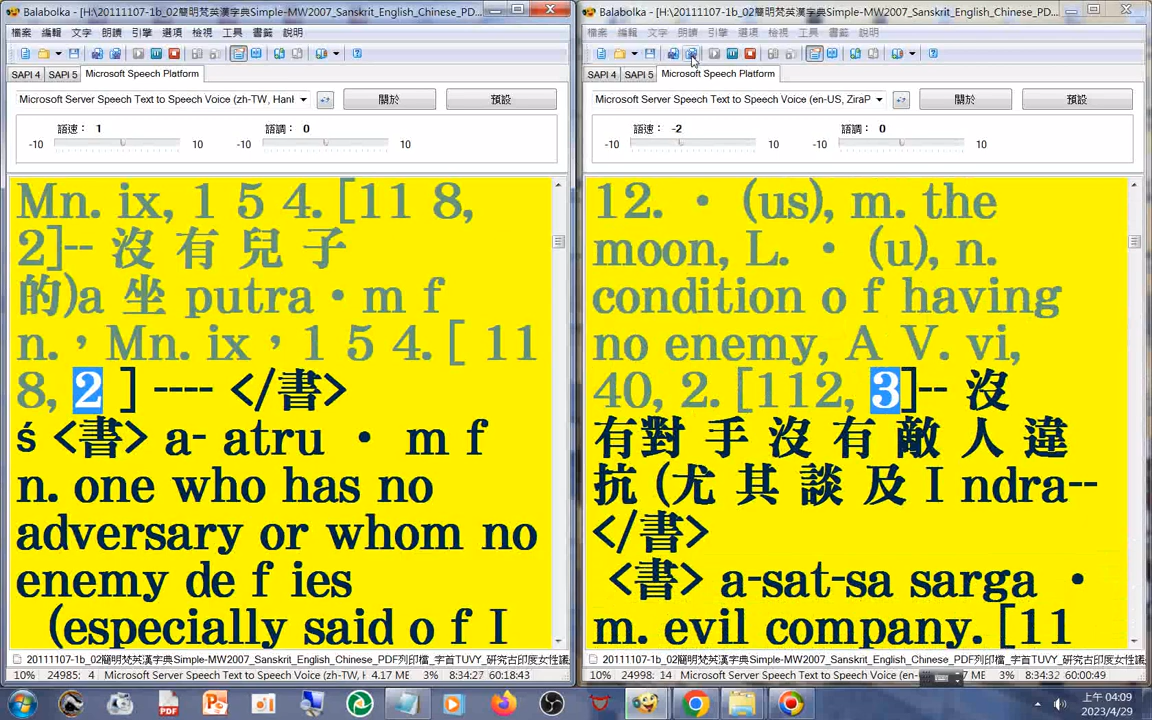 Balabolka - [H:\20111107-1b_02簡明梵英漢字典Simple-MW2007_Sanskrit_English_Chinese_PD...
檔案 編輯 文字 朗讀 引擎 選項 檢視 工具 書籤 說明
SAPI 4 SAPI 5 Microsoft Speech Platform
Microsoft Server Speech Text to Speech Voice (zh-TW, Hanl
關於 預設
語速： 1 語調： 0
-10 10 -10 10
Mn. ix, 1 5 4. [11 8,
2]-- 沒 有 兒 子
的)a 坐 putra • m f
n.，Mn. ix，1 5 4. [ 11
8, 2 ] ---- </書>
ś <書> a- atru • m f
n. one who has no
adversary or whom no
enemy de f ies
(especially said o f I
20111107-1b_02簡明梵英漢字典Simple-MW2007_Sanskrit_English_Chinese_PDF列印檔_字首TUVY_研究古印度女性議
10% 24985: 4 Microsoft Server Speech Text to Speech Voice (zh-TW, H 4.17 ME 3% 8:34:27 60:18:43
Balabolka - [H:\20111107-1b_02簡明梵英漢字典Simple-MW2007_Sanskrit_English_Chinese_PDF...
檔案 編輯 文字 朗讀 引擎 選項 檢視 工具 書籤 說明
SAPI 4 SAPI 5 Microsoft Speech Platform
Microsoft Server Speech Text to Speech Voice (en-US, ZiraP
關於 預設
語速： -2 語調： 0
-10 10 -10 10
12. • (us), m. the
moon, L. • (u), n.
condition o f having
no enemy, A V. vi,
40, 2. [112, 3]-- 沒
有對 手 沒 有 敵 人 違
抗 (尤 其 談 及 I ndra--
</書>
<書> a-sat-sa sarga •
m. evil company. [11
20111107-1b_02簡明梵英漢字典Simple-MW2007_Sanskrit_English_Chinese_PDF列印檔_字首TUVY_研究古印度女性議
10% 24998: 14 Microsoft Server Speech Text to Speech Voice (en-US, 3% 8:34:32 60:00:49
上午 04:09
2023/4/29